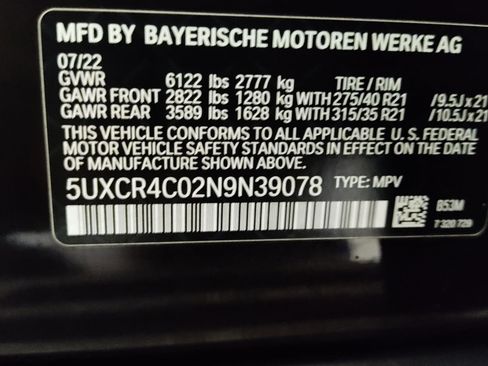 MFD BY BAYERISCHE MOTOREN WERKE AG
07/22
GVWR 6122 lbs 2777 kg TIRE / RIM
GAWR FRONT 2822 lbs 1280 kg WITH 275/40 R21 /9.5J x 21
GAWR REAR 3589 lbs 1628 kg WITH 315/35 R21 /10.5J x 21
THIS VEHICLE CONFORMS TO ALL APPLICABLE U. S. FEDERAL
MOTOR VEHICLE SAFETY STANDARDS IN EFFECT ON THE
DATE OF MANUFACTURE SHOWN ABOVE.
5UXCR4C02N9N39078 TYPE: MPV
853M
7 320 729